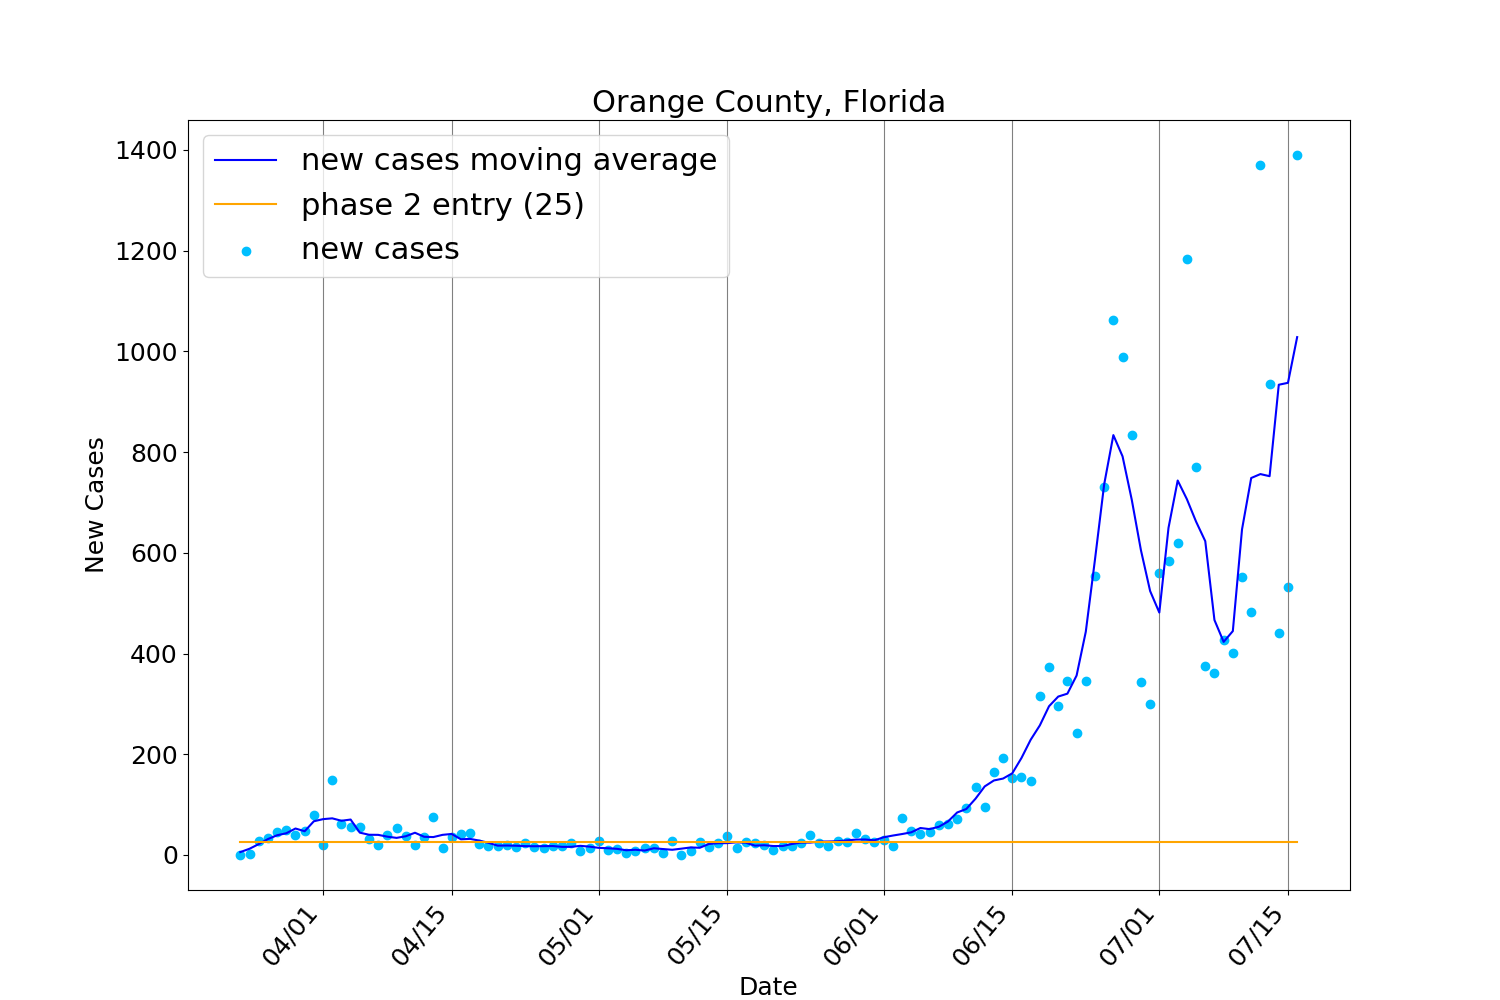 Orange County, Florida
new cases moving average
phase 2 entry (25)
new cases
1400
1200
1000
800
600
400
200
0
New Cases
04/01
04/15
05/01
05/15
06/01
06/15
07/01
07/15
Date